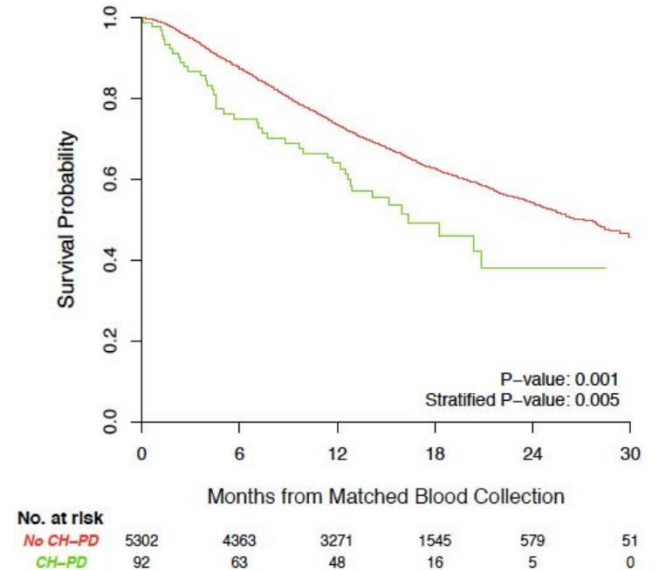 1.0
0.8
0.6
0.4
0.2
0.0
Survival Probability
P−value: 0.001
Stratified P−value: 0.005
0 6 12 18 24 30
Months from Matched Blood Collection
No. at risk
No CH−PD 5302 4363 3271 1545 579 51
CH−PD 92 63 48 16 5 0